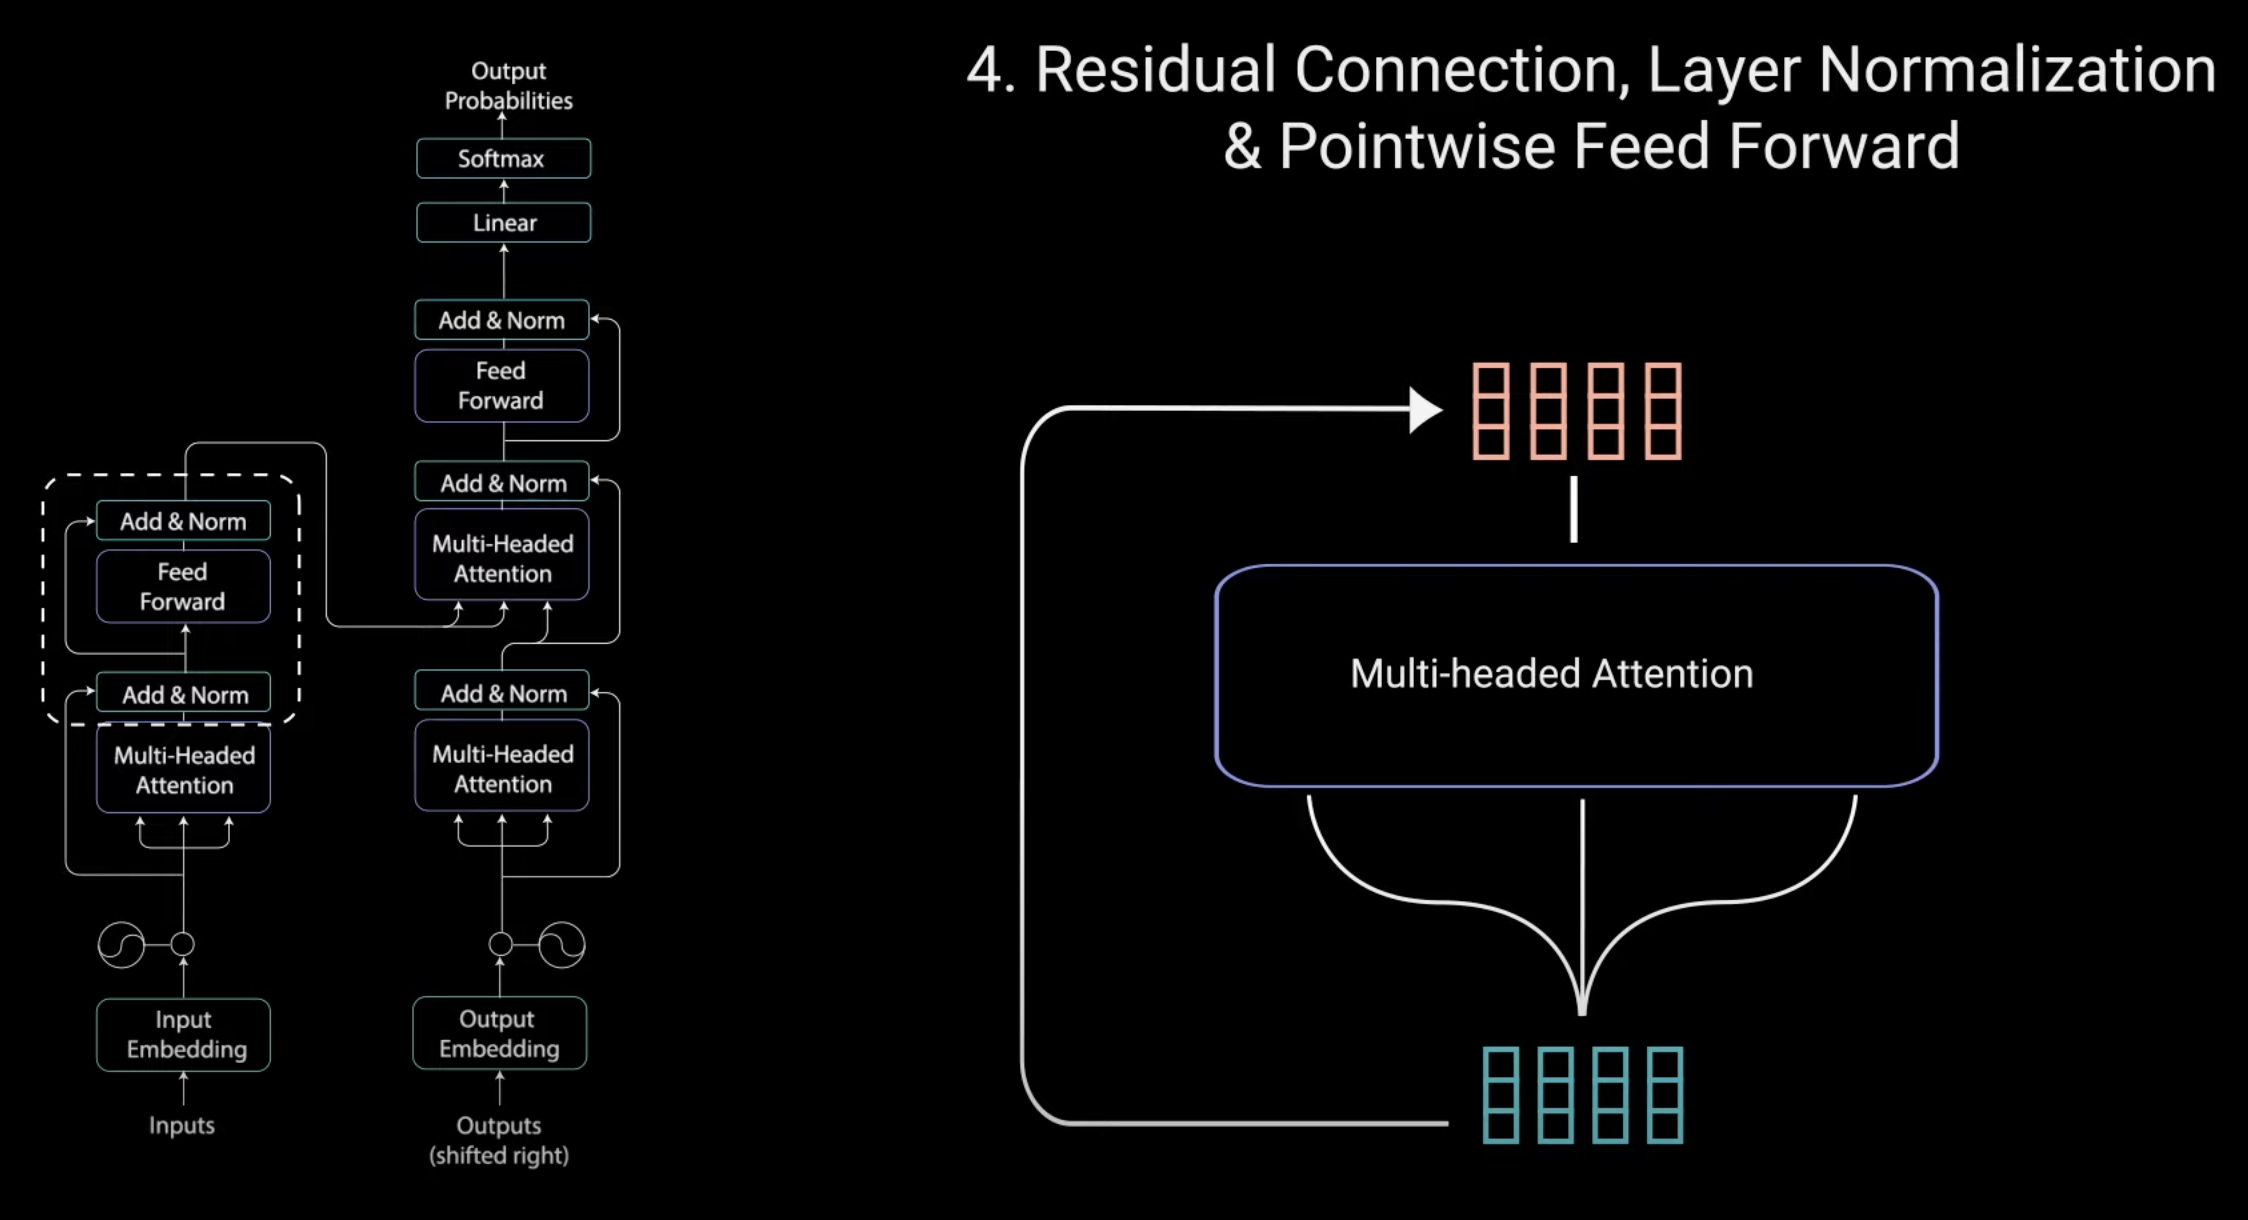 4. Residual Connection, Layer Normalization
& Pointwise Feed Forward
Output
Probabilities
Softmax
Linear
Add & Norm
Feed
Forward
Add & Norm
Multi-Headed
Attention
Add & Norm
Multi-Headed
Attention
Output
Embedding
Outputs
(shifted right)
Add & Norm
Feed
Forward
Add & Norm
Multi-Headed
Attention
Input
Embedding
Inputs
Multi-headed Attention